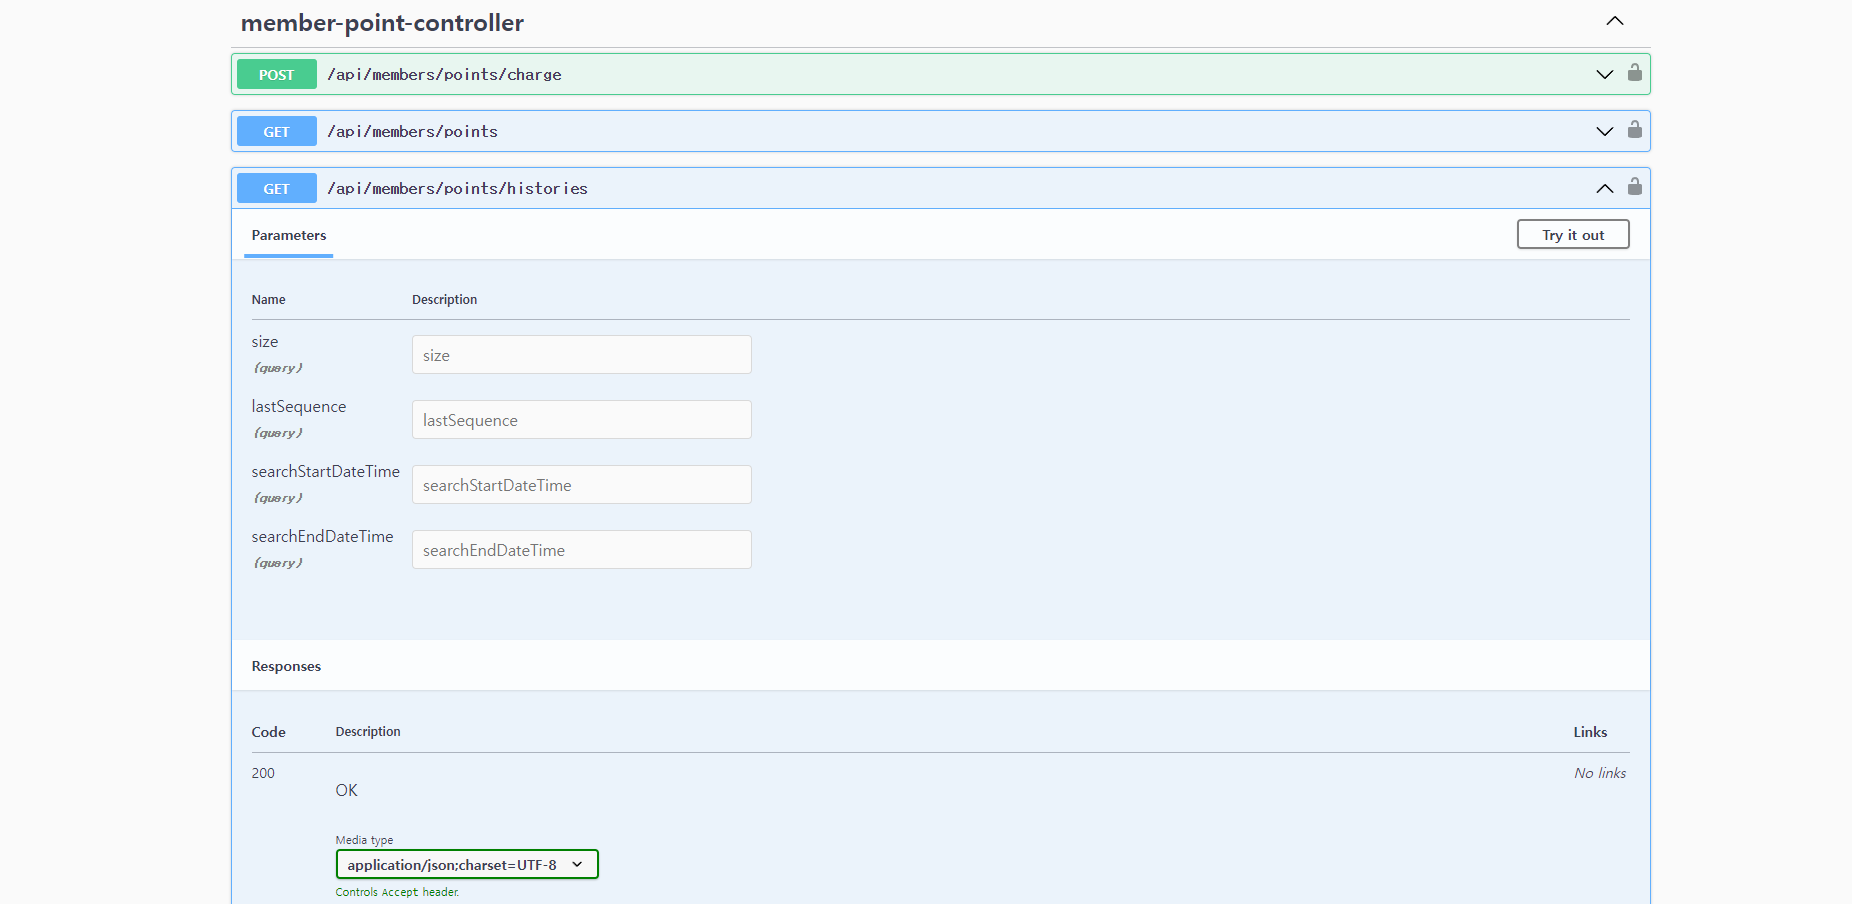 member-point-controller
POST /api/members/points/charge
GET /api/members/points
GET /api/members/points/histories
Parameters Try it out
Name Description
size size
(query)
lastSequence lastSequence
(query)
searchStartDateTime searchStartDateTime
(query)
searchEndDateTime searchEndDateTime
(query)
Responses
Code Description Links
200 No links
OK
Media type
application/json;charset=UTF-8
Controls Accept header.